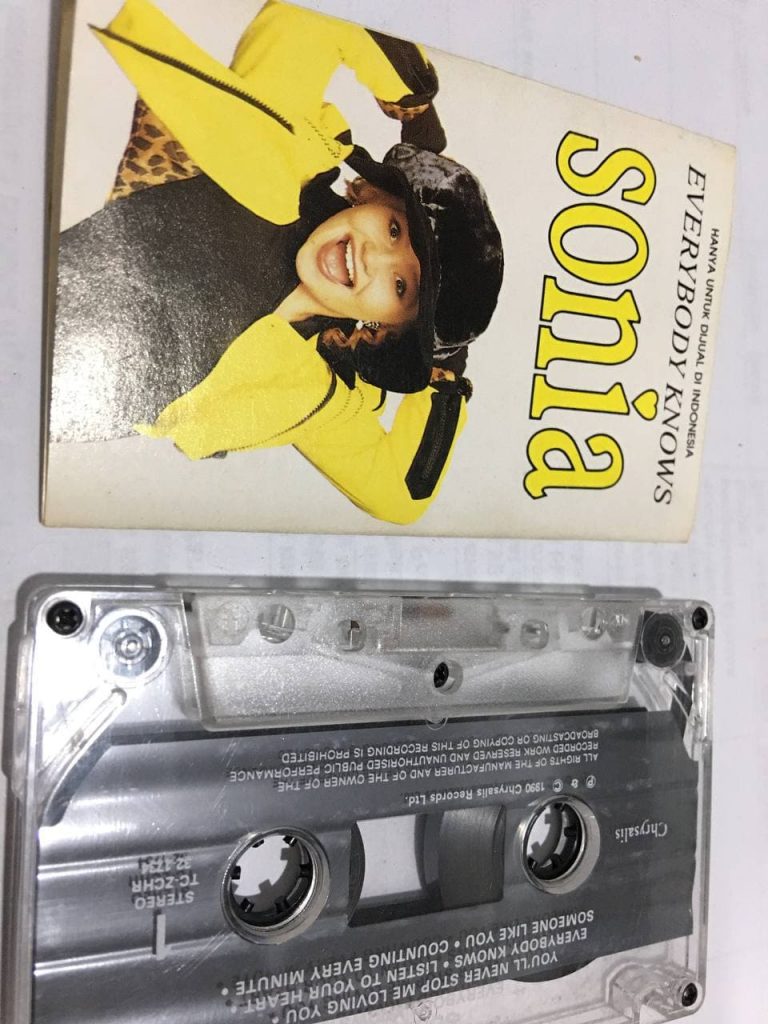 HANYA UNTUK DIJUAL DI INDONESIA
EVERYBODY KNOWS
sonia
YOU'LL NEVER STOP ME LOVING YOU •
EVERYBODY KNOWS • LISTEN TO YOUR HEART •
SOMEONE LIKE YOU • COUNTING EVERY MINUTE •
1
STEREO
TC-ZCHR
32-1734
Chrysalis
℗ & © 1990 Chrysalis Records Ltd.
ALL RIGHTS OF THE MANUFACTURER AND OF THE OWNER OF THE
RECORDED WORK RESERVED AND UNAUTHORISED PUBLIC PERFORMANCE
BROADCASTING OR COPYING OF THIS RECORDING IS PROHIBITED